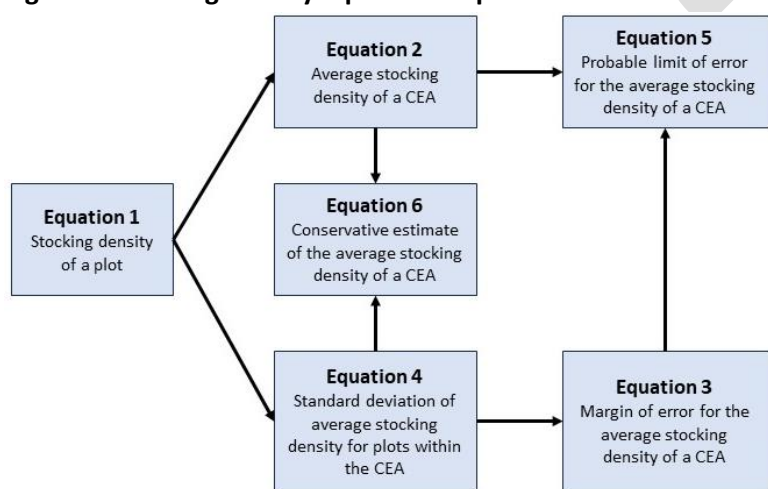 Equation 2
Average stocking
density of a CEA
Equation 5
Probable limit of error
for the average stocking
density of a CEA
Equation 1
Stocking density
of a plot
Equation 6
Conservative estimate
of the average stocking
density of a CEA
Equation 4
Standard deviation of
average stocking
density for plots within
the CEA
Equation 3
Margin of error for the
average stocking
density of a CEA